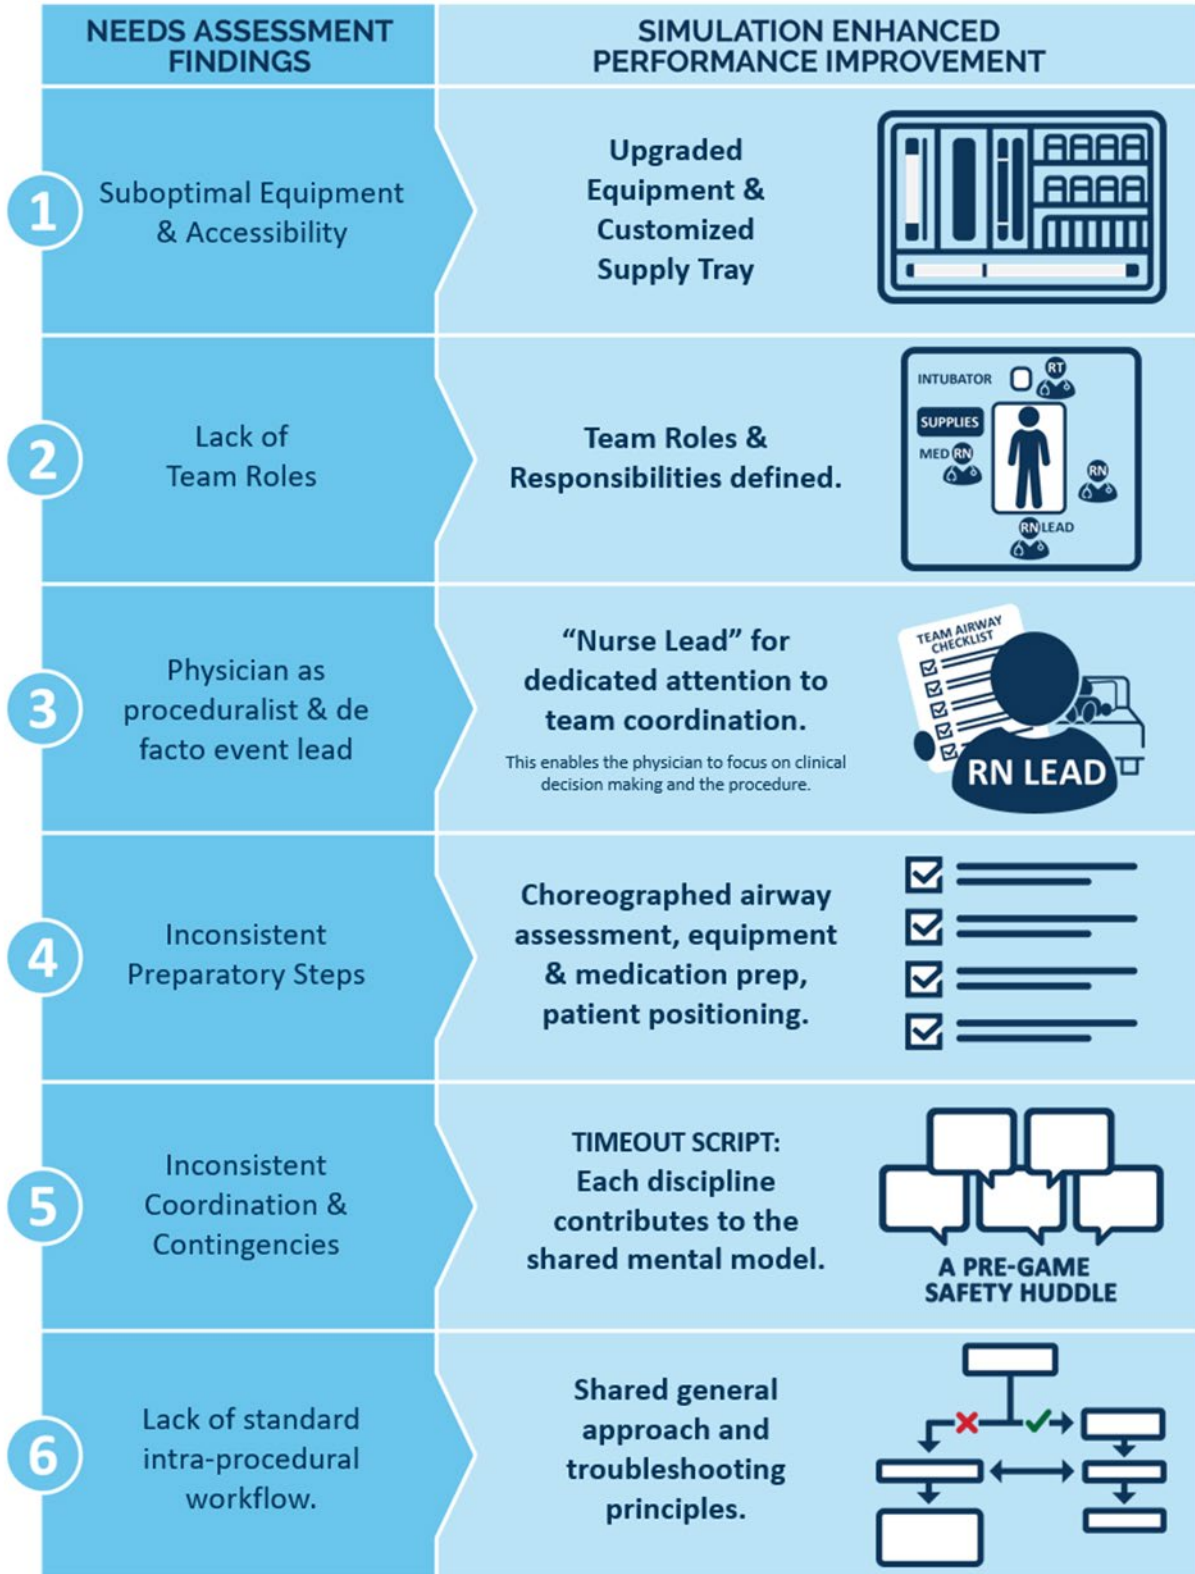 NEEDS ASSESSMENT
FINDINGS
SIMULATION ENHANCED
PERFORMANCE IMPROVEMENT
1
Suboptimal Equipment
& Accessibility
Upgraded
Equipment &
Customized
Supply Tray
2
Lack of
Team Roles
Team Roles &
Responsibilities defined.
INTUBATOR
RT
SUPPLIES
MED RN
RN
RN LEAD
3
Physician as
proceduralist & de
facto event lead
“Nurse Lead” for
dedicated attention to
team coordination.
This enables the physician to focus on clinical
decision making and the procedure.
TEAM AIRWAY
CHECKLIST
RN LEAD
4
Inconsistent
Preparatory Steps
Choreographed airway
assessment, equipment
& medication prep,
patient positioning.
5
Inconsistent
Coordination &
Contingencies
TIMEOUT SCRIPT:
Each discipline
contributes to the
shared mental model.
A PRE-GAME
SAFETY HUDDLE
6
Lack of standard
intra-procedural
workflow.
Shared general
approach and
troubleshooting
principles.